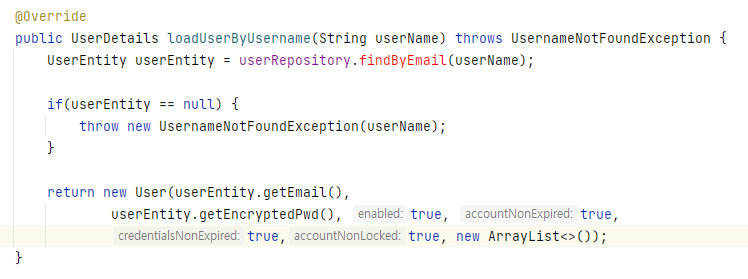 @Override
public UserDetails loadUserByUsername(String userName) throws UsernameNotFoundException {
    UserEntity userEntity = userRepository.findByEmail(userName);

    if(userEntity == null) {
        throw new UsernameNotFoundException(userName);
    }

    return new User(userEntity.getEmail(),
            userEntity.getEncryptedPwd(), enabled: true, accountNonExpired: true,
            credentialsNonExpired: true, accountNonLocked: true, new ArrayList<>());
}